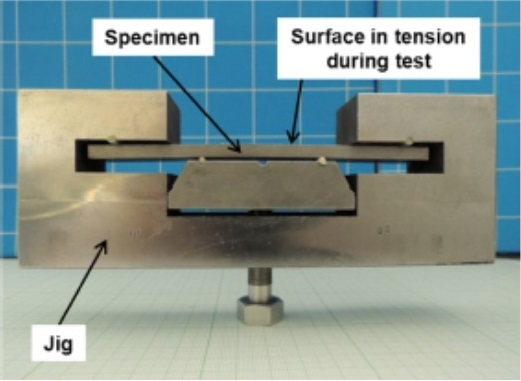 Specimen
Surface in tension
during test
Jig